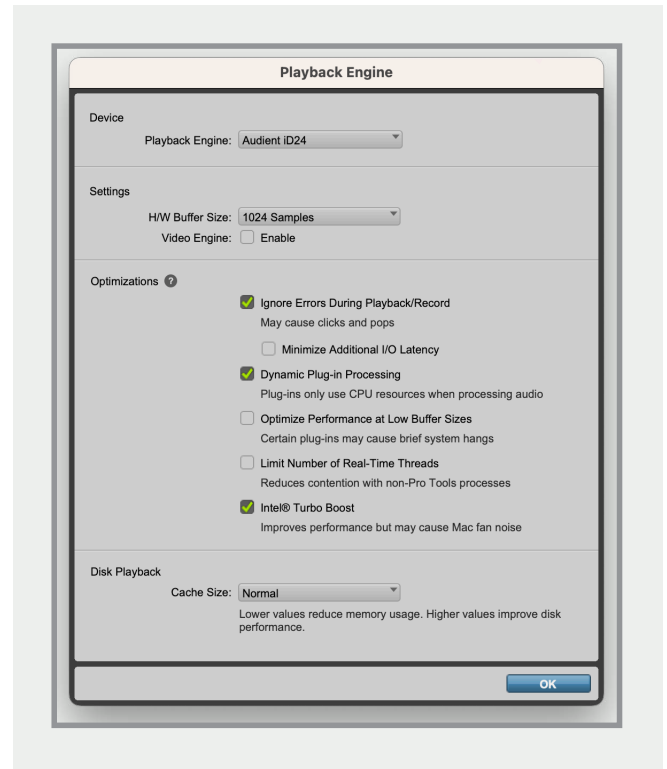 Playback Engine
Device
Playback Engine: Audient iD24
Settings
H/W Buffer Size: 1024 Samples
Video Engine: Enable
Optimizations ?
Ignore Errors During Playback/Record
May cause clicks and pops
Minimize Additional I/O Latency
Dynamic Plug-in Processing
Plug-ins only use CPU resources when processing audio
Optimize Performance at Low Buffer Sizes
Certain plug-ins may cause brief system hangs
Limit Number of Real-Time Threads
Reduces contention with non-Pro Tools processes
Intel® Turbo Boost
Improves performance but may cause Mac fan noise
Disk Playback
Cache Size: Normal
Lower values reduce memory usage. Higher values improve disk
performance.
OK